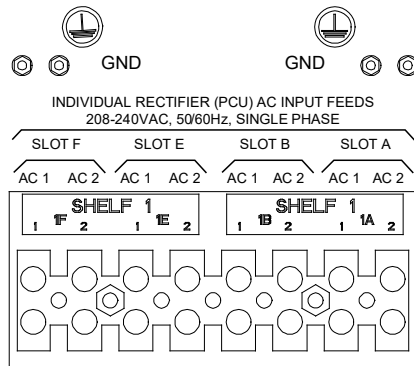 GND GND
INDIVIDUAL RECTIFIER (PCU) AC INPUT FEEDS
208-240VAC, 50/60Hz, SINGLE PHASE
SLOT F SLOT E SLOT B SLOT A
AC 1 AC 2 AC 1 AC 2 AC 1 AC 2 AC 1 AC 2
SHELF 1 SHELF 1
1 1F 2 1 1E 2 1 1B 2 1 1A 2